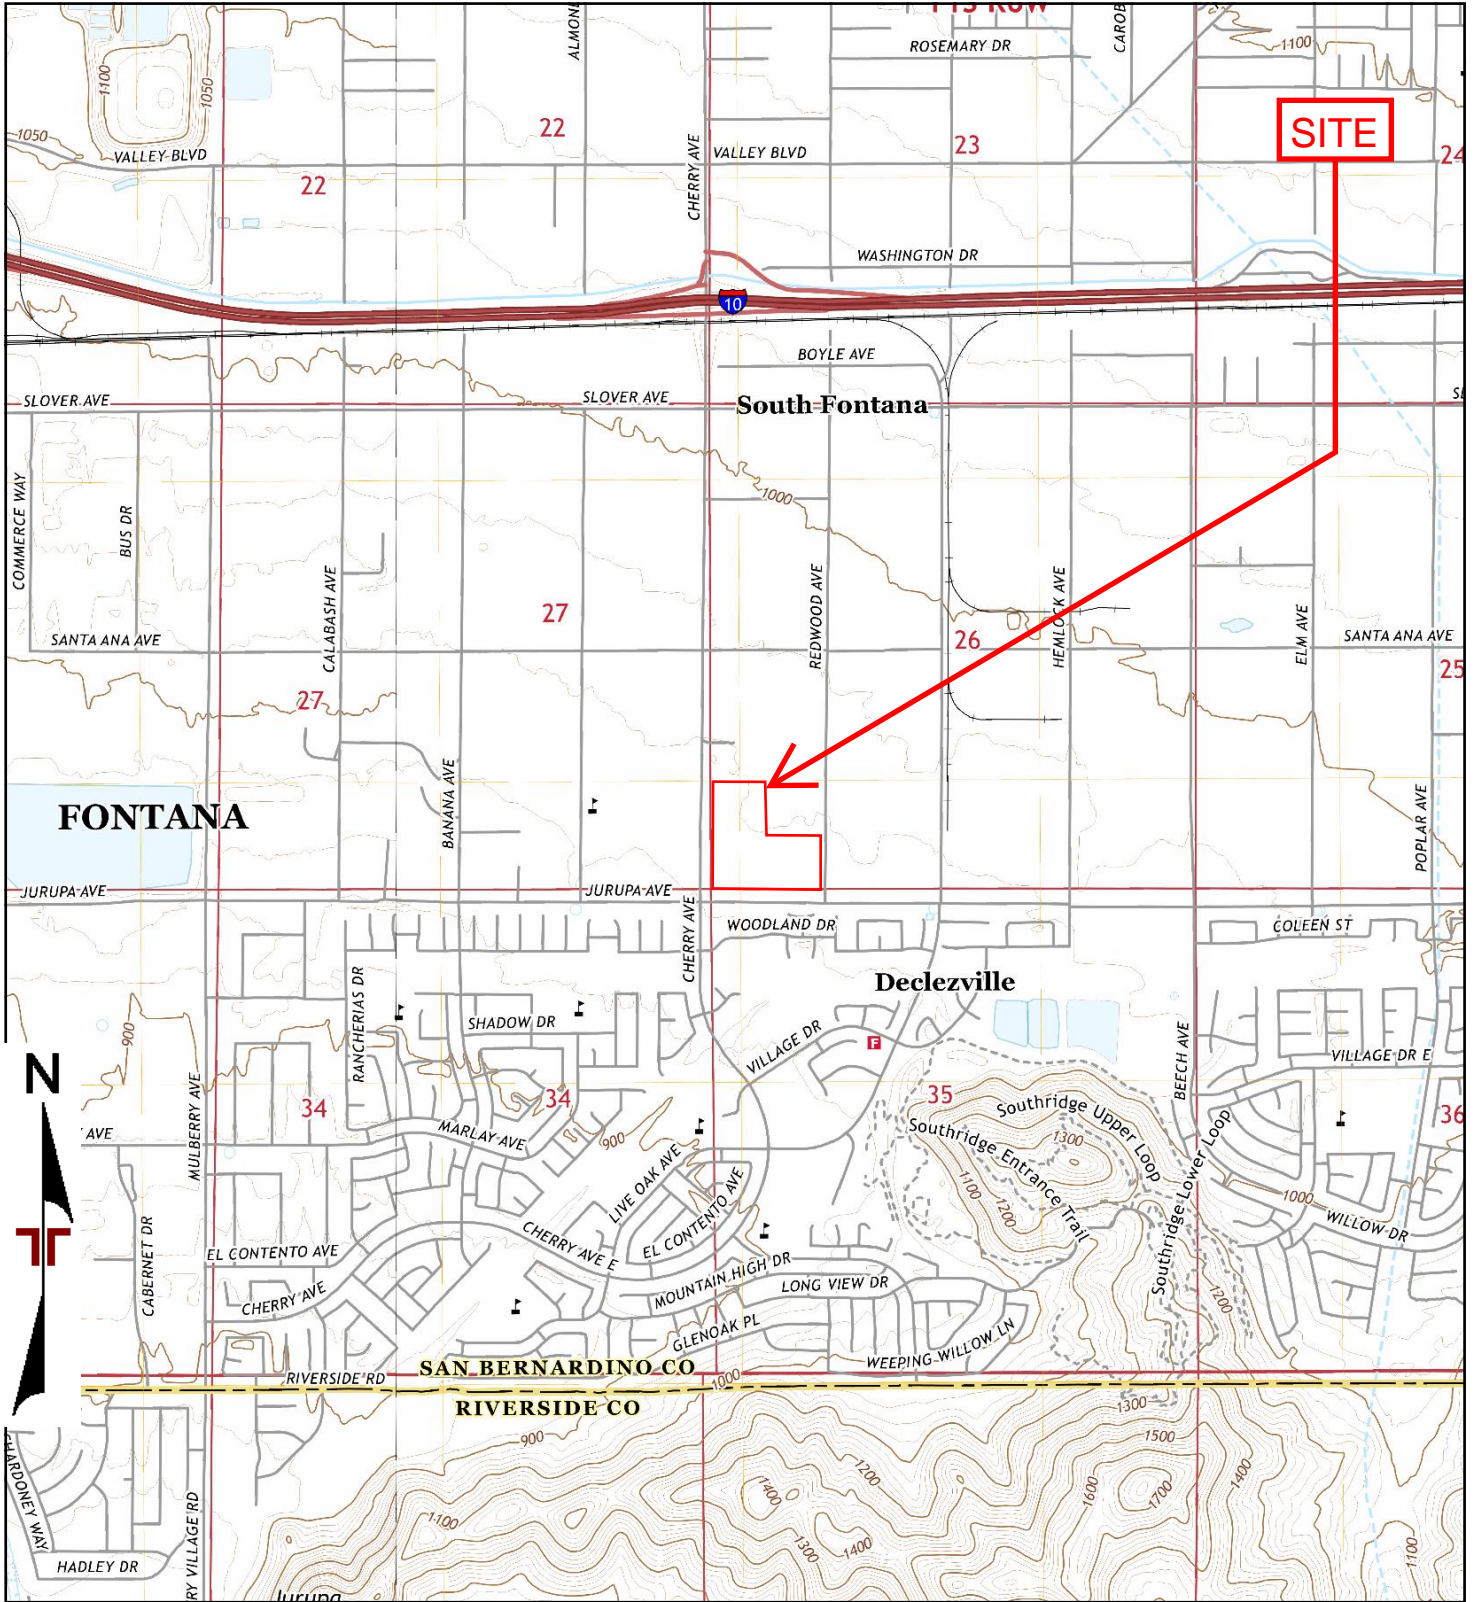 ALMOND
ROSEMARY DR
CAROB
1100
1100
1050
1050
SITE
22
23
24
CHERRY AVE
VALLEY BLVD
VALLEY BLVD
22
WASHINGTON DR
10
BOYLE AVE
SLOVER AVE
SLOVER AVE
South Fontana
COMMERCE WAY
BUS DR
1000
CALABASH AVE
REDWOOD AVE
HEMLOCK AVE
ELM AVE
27
26
25
SANTA ANA AVE
SANTA ANA AVE
27
BANANA AVE
POPLAR AVE
FONTANA
JURUPA AVE
JURUPA AVE
CHERRY AVE
WOODLAND DR
COLEEN ST
RANCHERIAS DR
Declezville
900
SHADOW DR
VILLAGE DR
F
BEECH AVE
VILLAGE DR E
N
MULBERRY AVE
34
34
35
36
Southridge Upper Loop
Southridge Entrance Trail
Southridge Lower Loop
1300
AVE
MARLAY AVE
900
LIVE OAK AVE
EL CONTENTO AVE
1100
1200
1000
WILLOW DR
CABERNET DR
EL CONTENTO AVE
CHERRY AVE E
MOUNTAIN HIGH DR
LONG VIEW DR
CHERRY AVE
1200
GLENOAK PL
WEEPING WILLOW LN
SAN BERNARDINO CO
RIVERSIDE RD
1000
RIVERSIDE CO
1300
900
1500
1200
1400
1400
1600
1700
1100
1300
1400
1100
HARDONEY WAY
RY VILLAGE RD
HADLEY DR
Jurupa